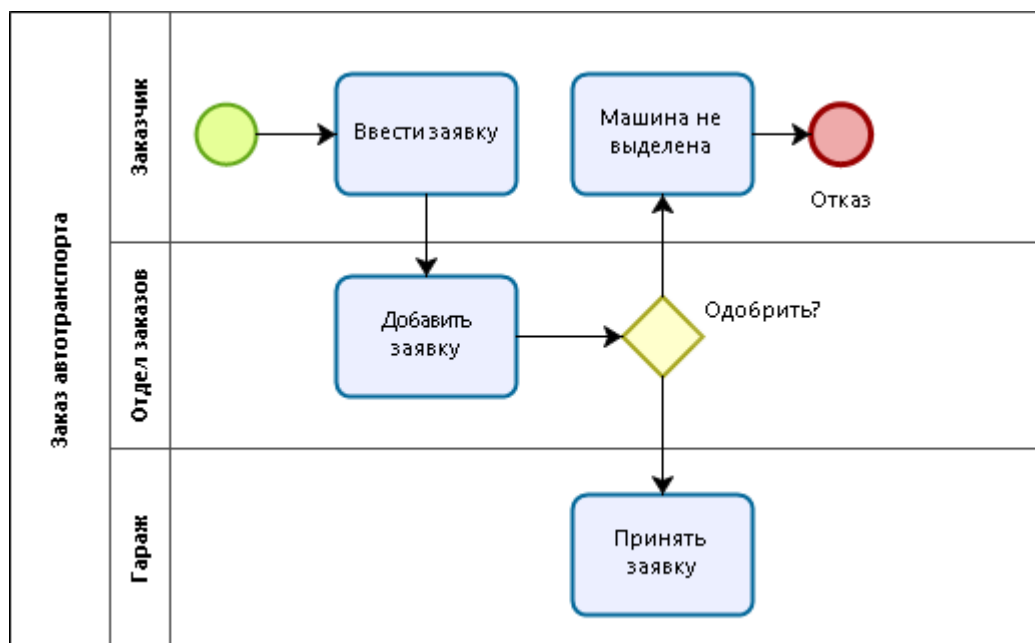 Заказ автотранспорта
Заказчик
Ввести заявку
Машина не
выделена
Отказ
Отдел заказов
Добавить
заявку
Одобрить?
Гараж
Принять
заявку